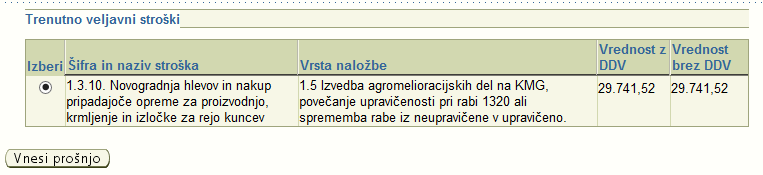 Trenutno veljavni stroški
Izberi Šifra in naziv stroška Vrsta naložbe Vrednost z DDV Vrednost brez DDV
1.3.10. Novogradnja hlevov in nakup 1.5 Izvedba agromelioracijskih del na KMG, 29.741,52 29.741,52
pripadajoče opreme za proizvodnjo, povečanje upravičenosti pri rabi 1320 ali
krmljenje in izločke za rejo kuncev sprememba rabe iz neupravičene v upravičeno.
Vnesi prošnjo